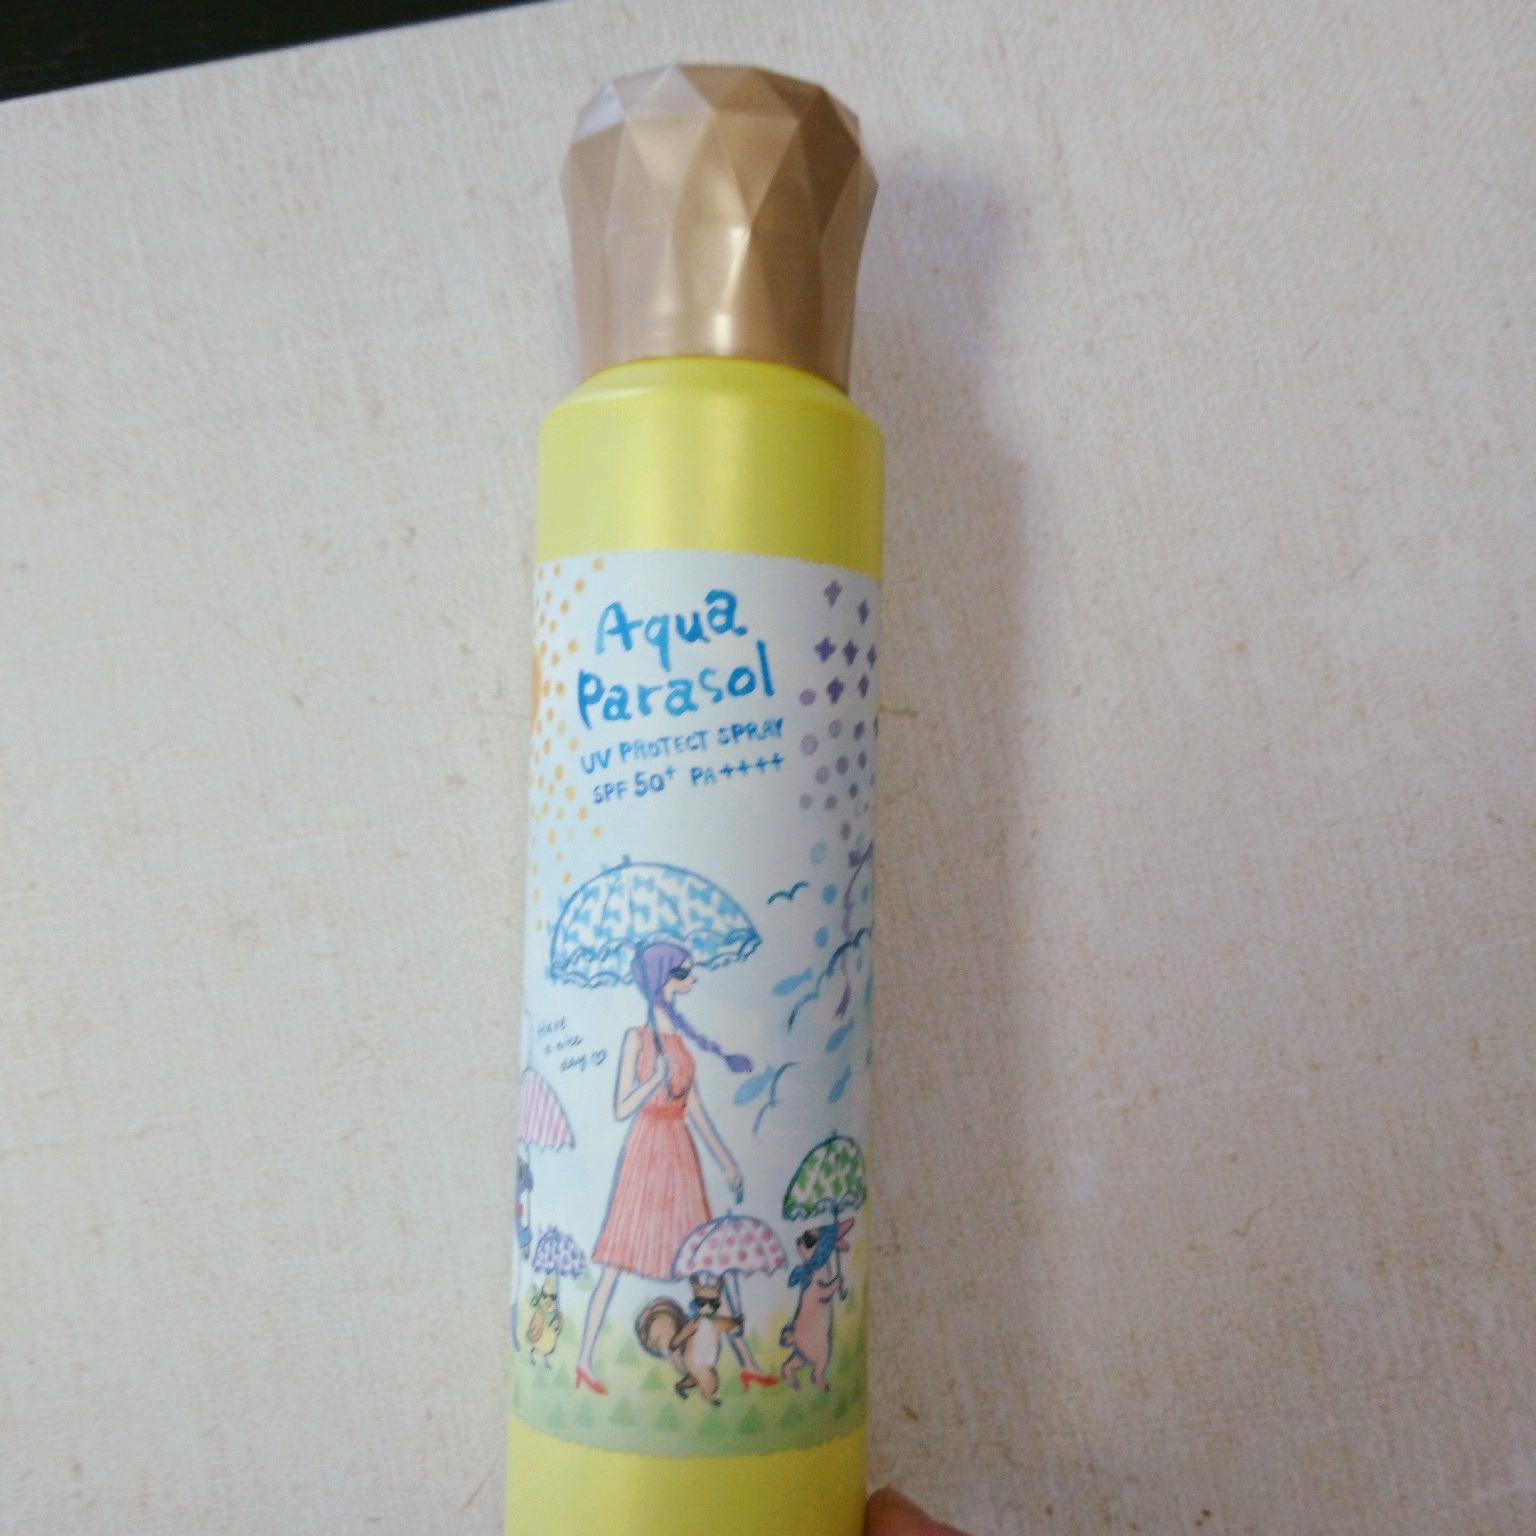 Aqua
Parasol
UV PROTECT SPRAY
SPF 50+ PA++++
Have
a nice
day♡